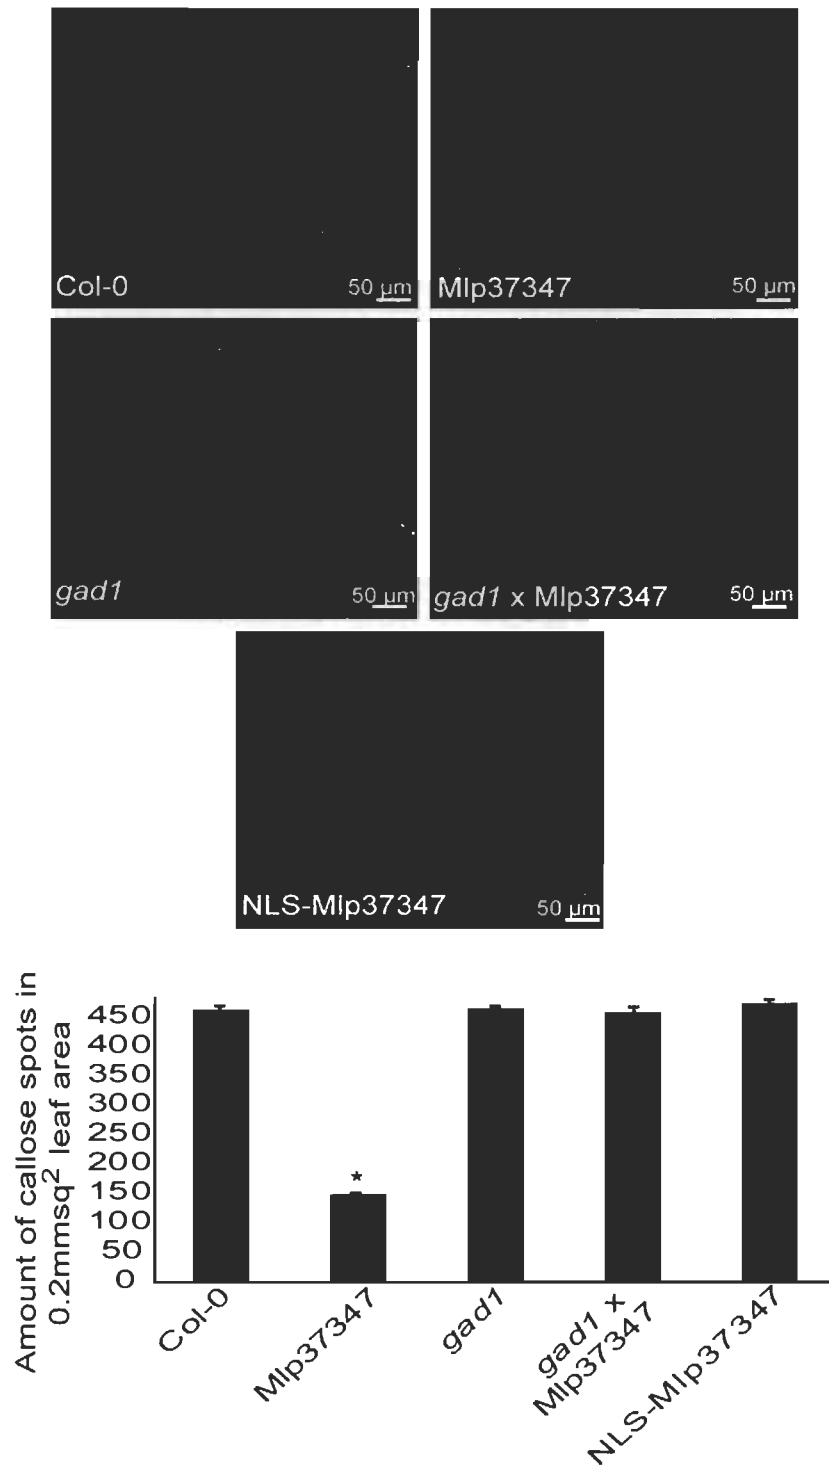 Col-0
50 µm
Mlp37347
50 µm
gad1
50 µm
gad1 x Mlp37347
50 µm
NLS-Mlp37347
50 µm
Amount of callose spots in
0.2mmsq² leaf area
450
400
350
300
250
200
150
100
50
0
*
Col-0
Mlp37347
gad1
gad1 x
Mlp37347
NLS-Mlp37347